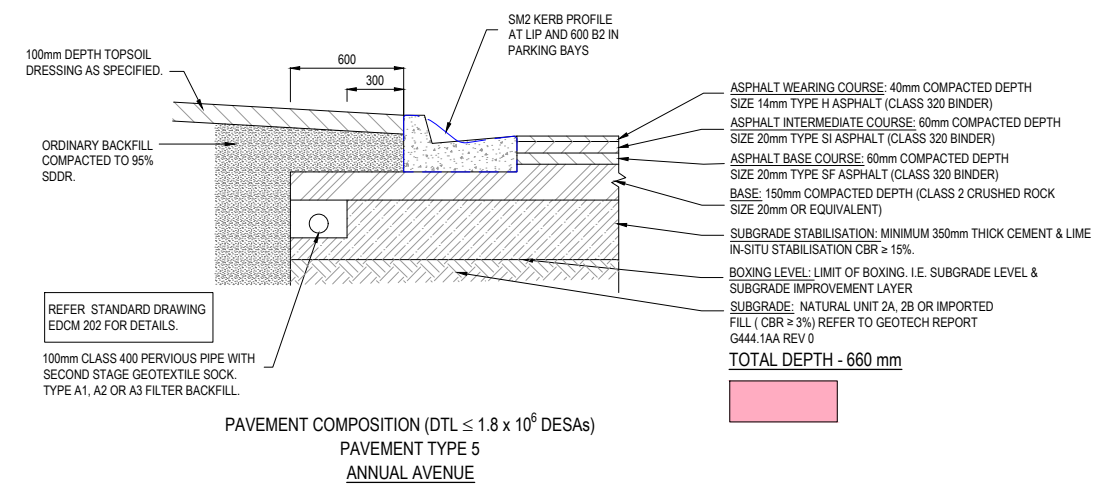 SM2 KERB PROFILE
AT LIP AND 600 B2 IN
PARKING BAYS
100mm DEPTH TOPSOIL
DRESSING AS SPECIFIED.
600
300
ORDINARY BACKFILL
COMPACTED TO 95%
SDDR.
ASPHALT WEARING COURSE: 40mm COMPACTED DEPTH
SIZE 14mm TYPE H ASPHALT (CLASS 320 BINDER)
ASPHALT INTERMEDIATE COURSE: 60mm COMPACTED DEPTH
SIZE 20mm TYPE SI ASPHALT (CLASS 320 BINDER)
ASPHALT BASE COURSE: 60mm COMPACTED DEPTH
SIZE 20mm TYPE SF ASPHALT (CLASS 320 BINDER)
BASE: 150mm COMPACTED DEPTH (CLASS 2 CRUSHED ROCK
SIZE 20mm OR EQUIVALENT)
SUBGRADE STABILISATION: MINIMUM 350mm THICK CEMENT & LIME
IN-SITU STABILISATION CBR ≥ 15%.
BOXING LEVEL: LIMIT OF BOXING. I.E. SUBGRADE LEVEL &
SUBGRADE IMPROVEMENT LAYER
SUBGRADE: NATURAL UNIT 2A, 2B OR IMPORTED
FILL ( CBR ≥ 3%) REFER TO GEOTECH REPORT
G444.1AA REV 0
TOTAL DEPTH - 660 mm
REFER STANDARD DRAWING
EDCM 202 FOR DETAILS.
100mm CLASS 400 PERVIOUS PIPE WITH
SECOND STAGE GEOTEXTILE SOCK.
TYPE A1, A2 OR A3 FILTER BACKFILL.
PAVEMENT COMPOSITION (DTL ≤ 1.8 x 10⁶ DESAs)
PAVEMENT TYPE 5
ANNUAL AVENUE